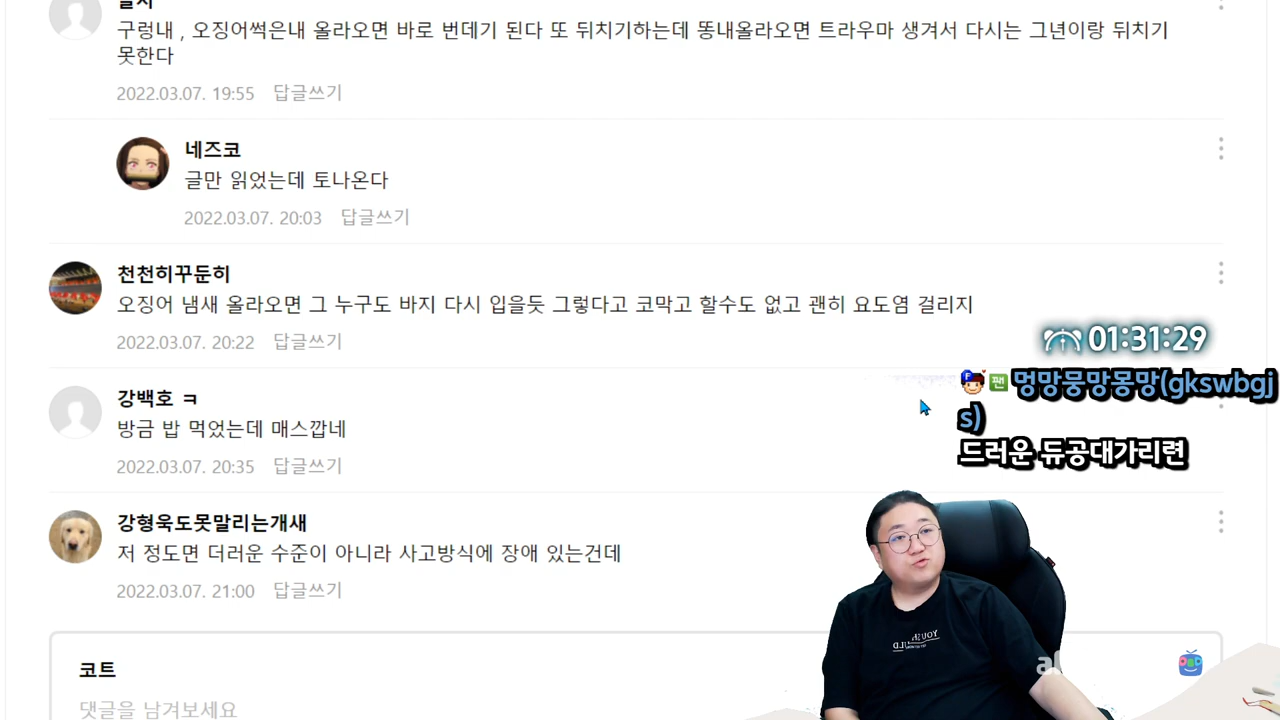 구렁내 , 오징어썩은내 올라오면 바로 번데기 된다 또 뒤치기하는데 똥내올라오면 트라우마 생겨서 다시는 그년이랑 뒤치기
못한다
2022.03.07. 19:55 답글쓰기
네즈코
글만 읽었는데 토나온다
2022.03.07. 20:03 답글쓰기
천천히꾸둔히
오징어 냄새 올라오면 그 누구도 바지 다시 입을듯 그렇다고 코막고 할수도 없고 괜히 요도염 걸리지
2022.03.07. 20:22 답글쓰기
01:31:29
강백호 ㅋ
방금 밥 먹었는데 매스깝네
2022.03.07. 20:35 답글쓰기
멍망뭉망몽망(gkswbgj
s)
드러운 듀공대가리련
강형욱도못말리는개새
저 정도면 더러운 수준이 아니라 사고방식에 장애 있는건데
2022.03.07. 21:00 답글쓰기
코트
댓글을 남겨보세요